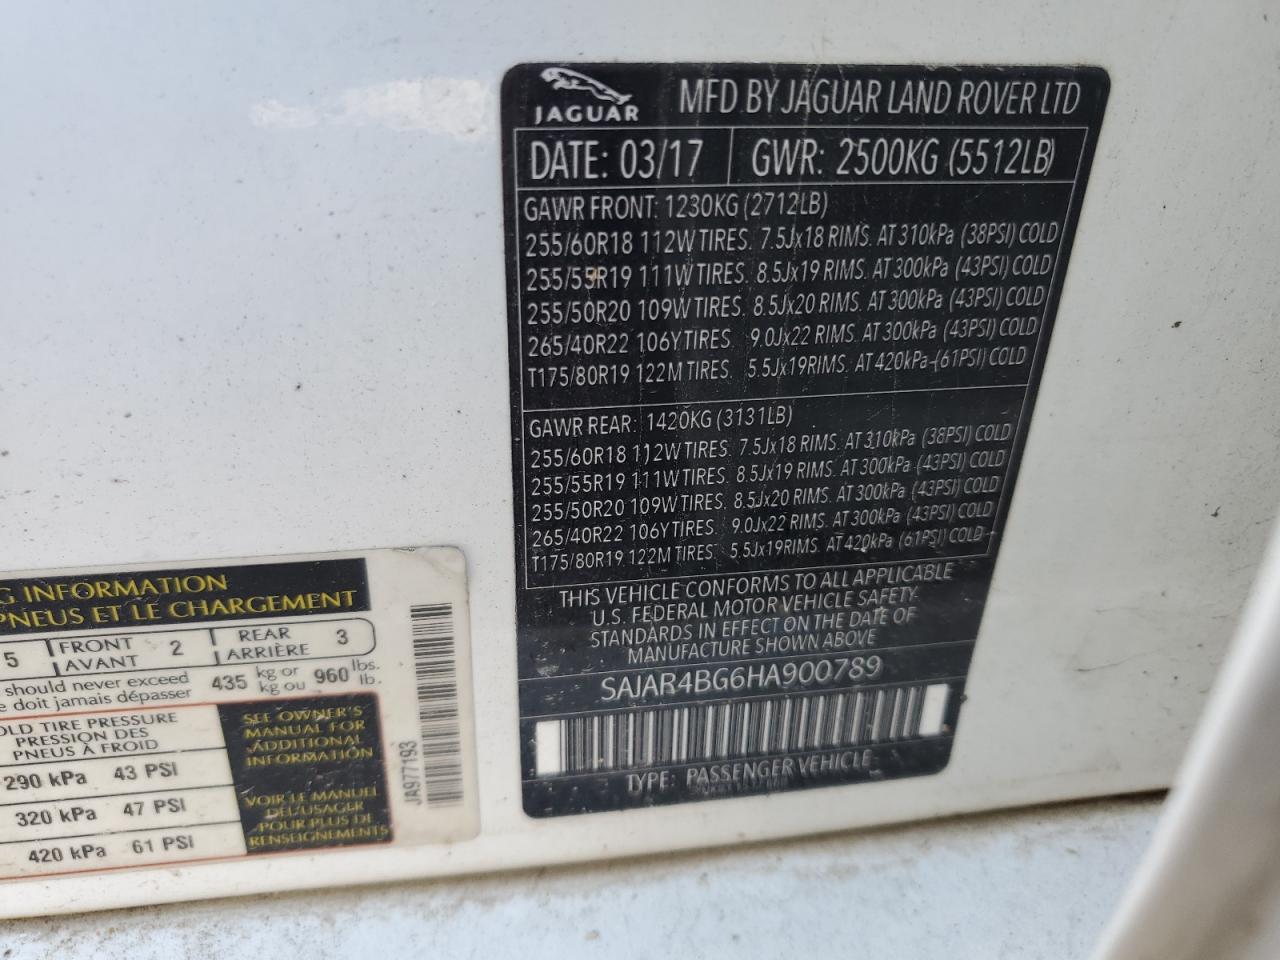 JAGUAR
MFD BY JAGUAR LAND ROVER LTD
DATE: 03/17 GWR: 2500KG (5512LB)
GAWR FRONT: 1230KG (2712LB)
255/60R18 112W TIRES. 7.5Jx18 RIMS. AT 310kPa (38PSI) COLD
255/55R19 111W TIRES. 8.5Jx19 RIMS. AT 300kPa (43PSI) COLD
255/50R20 109W TIRES. 8.5Jx20 RIMS. AT 300kPa (43PSI) COLD
265/40R22 106Y TIRES. 9.0Jx22 RIMS. AT 300kPa (43PSI) COLD
T175/80R19 122M TIRES. 5.5Jx19RIMS. AT 420kPa (61PSI) COLD
GAWR REAR: 1420KG (3131LB)
255/60R18 112W TIRES. 7.5Jx18 RIMS. AT 310kPa (38PSI) COLD
255/55R19 111W TIRES. 8.5Jx19 RIMS. AT 300kPa (43PSI) COLD
255/50R20 109W TIRES. 8.5Jx20 RIMS. AT 300kPa (43PSI) COLD
265/40R22 106Y TIRES. 9.0Jx22 RIMS. AT 300kPa (43PSI) COLD
T175/80R19 122M TIRES. 5.5Jx19RIMS. AT 420kPa (61PSI) COLD
THIS VEHICLE CONFORMS TO ALL APPLICABLE
U.S. FEDERAL MOTOR VEHICLE SAFETY
STANDARDS IN EFFECT ON THE DATE OF
MANUFACTURE SHOWN ABOVE
SAJAR4BG6HA900789
TYPE: PASSENGER VEHICLE
G INFORMATION
PNEUS ET LE CHARGEMENT
5 FRONT 2 REAR 3
AVANT ARRIÈRE
should never exceed 435 kg or 960 lbs.
e doit jamais dépasser kg ou lb.
OLD TIRE PRESSURE
PRESSION DES
PNEUS À FROID
290 kPa 43 PSI
320 kPa 47 PSI
420 kPa 61 PSI
SEE OWNER'S
MANUAL FOR
ADDITIONAL
INFORMATION
VOIR LE MANUEL
DE L'USAGER
POUR PLUS DE
RENSEIGNEMENTS
JA977193